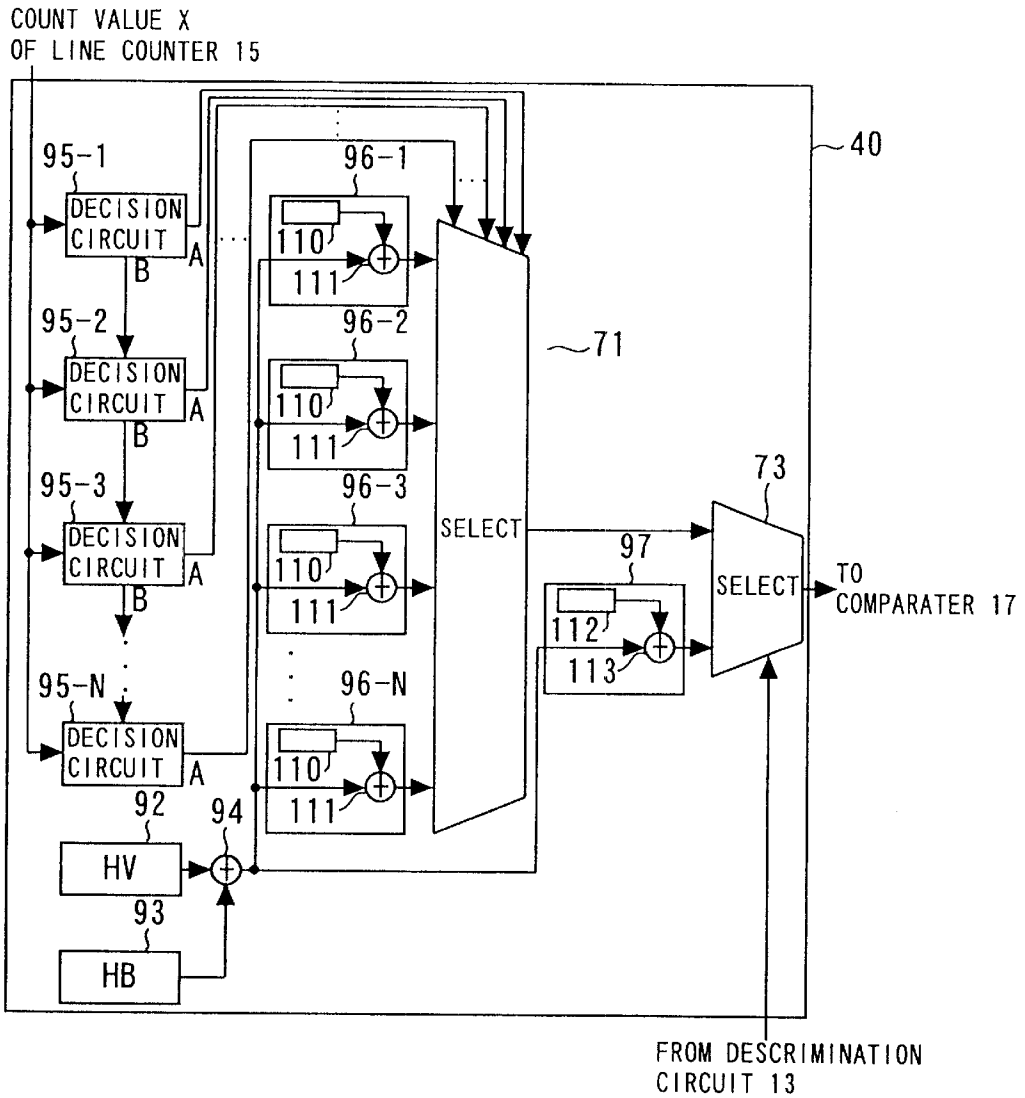 COUNT VALUE X
OF LINE COUNTER 15
40
95-1
DECISION
CIRCUIT
A
B
96-1
110
111
+
95-2
DECISION
CIRCUIT
A
B
96-2
110
111
+
71
95-3
DECISION
CIRCUIT
A
B
96-3
110
111
+
SELECT
73
SELECT
TO
COMPARATER 17
97
112
113
+
95-N
DECISION
CIRCUIT
A
96-N
110
111
+
92
HV
94
+
93
HB
FROM DESCRIMINATION
CIRCUIT 13